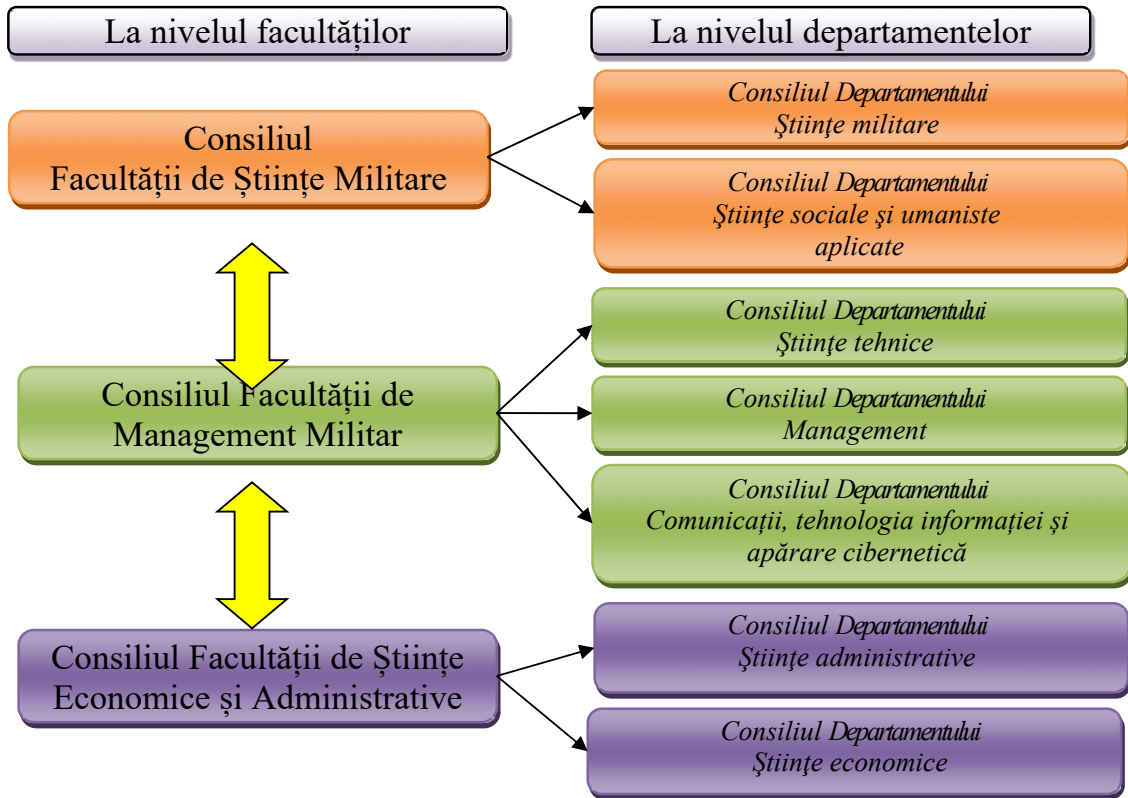 La nivelul facultăților
La nivelul departamentelor
Consiliul
Facultății de Științe Militare
Consiliul Departamentului
Ştiinţe militare
Consiliul Departamentului
Ştiinţe sociale şi umaniste
aplicate
Consiliul Facultății de
Management Militar
Consiliul Departamentului
Ştiinţe tehnice
Consiliul Departamentului
Management
Consiliul Departamentului
Comunicații, tehnologia informației și
apărare cibernetică
Consiliul Facultății de Științe
Economice și Administrative
Consiliul Departamentului
Ştiinţe administrative
Consiliul Departamentului
Ştiinţe economice